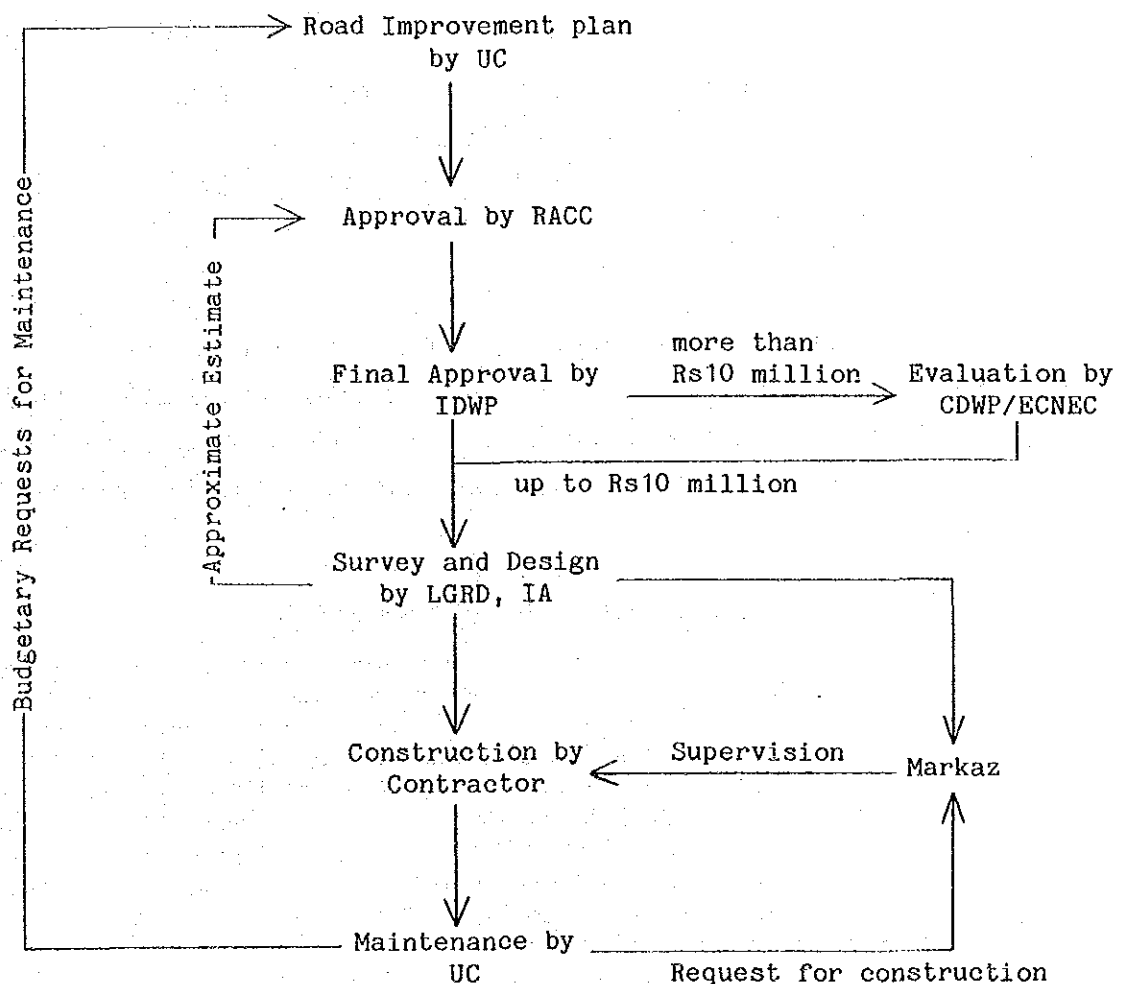 Road Improvement plan
by UC
Approval by RACC
Final Approval by
IDWP
more than
Rs10 million
Evaluation by
CDWP/ECNEC
up to Rs10 million
Survey and Design
by LGRD, IA
Construction by
Contractor
Supervision
Markaz
Maintenance by
UC
Request for construction
Approximate Estimate
Budgetary Requests for Maintenance